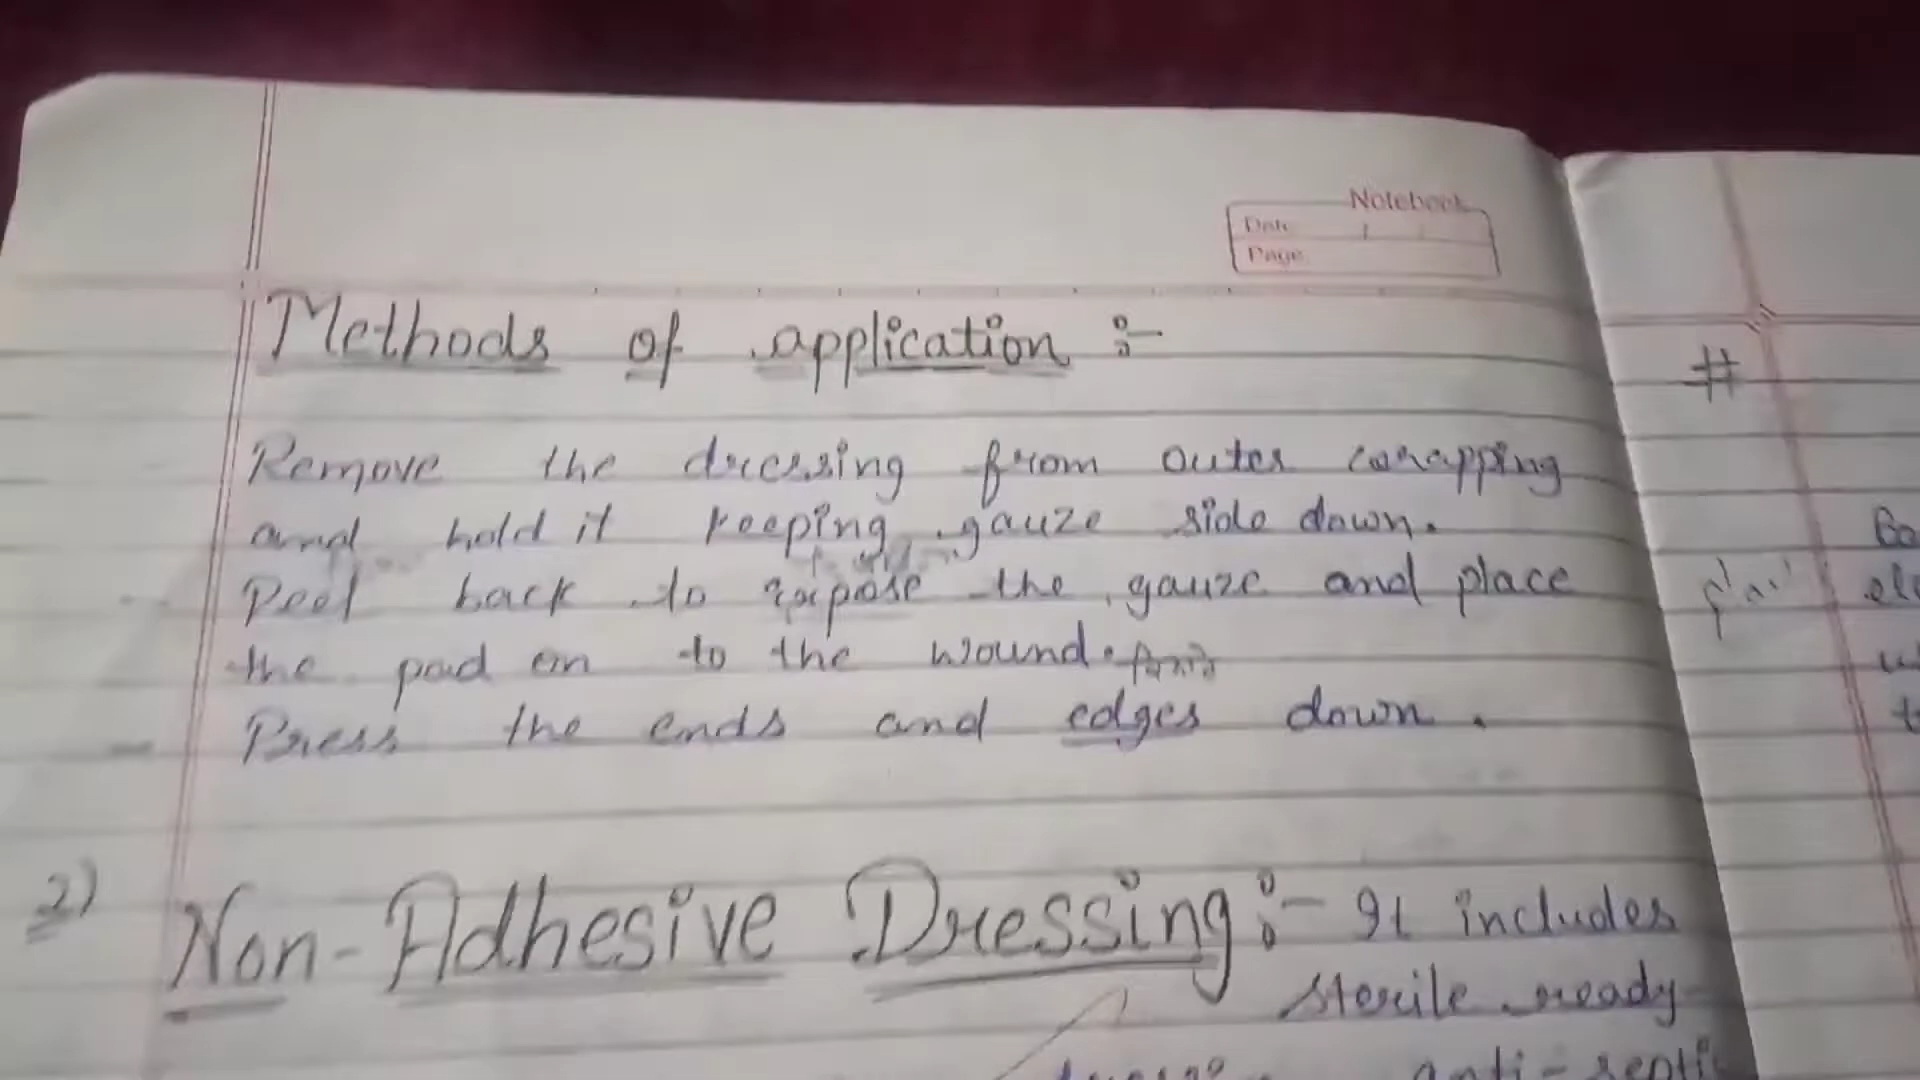 Notebook
Date / /
Page
Methods of application :-
#
Remove the dressing from outer wrapping
and hold it keeping gauze side down.
Peel back to expose the gauze and place
the pad on to the wound.
Press the ends and edges down.
2)
Non-Adhesive Dressing :- It includes
sterile ready
anti-septi